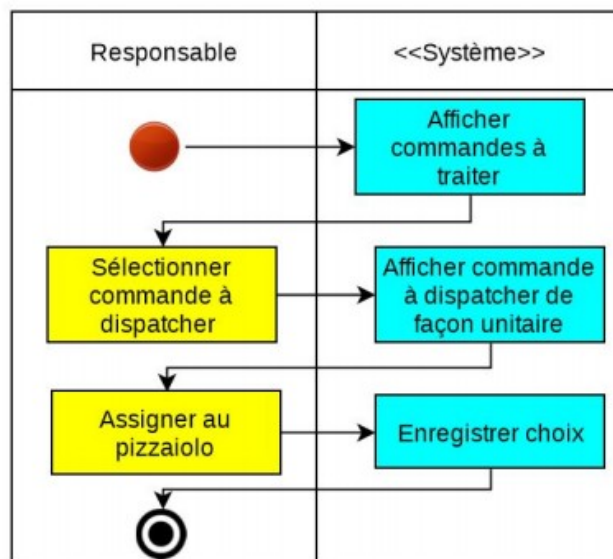 Responsable
<<Système>>
Afficher
commandes à
traiter
Sélectionner
commande à
dispatcher
Afficher commande
à dispatcher de
façon unitaire
Assigner au
pizzaiolo
Enregistrer choix